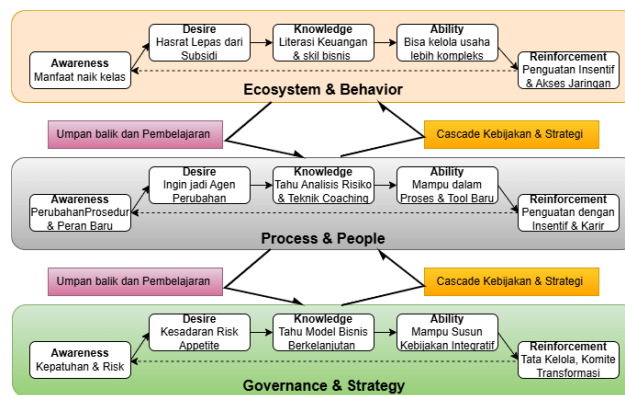 Awareness
Manfaat naik kelas
Desire
Hasrat Lepas dari
Subsidi
Knowledge
Literasi Keuangan
& skil bisnis
Ability
Bisa kelola usaha
lebih kompleks
Reinforcement
Penguatan Insentif
& Akses Jaringan
Ecosystem & Behavior
Umpan balik dan Pembelajaran
Cascade Kebijakan & Strategi
Awareness
PerubahanProsedur
& Peran Baru
Desire
Ingin jadi Agen
Perubahan
Knowledge
Tahu Analisis Risiko
& Teknik Coaching
Ability
Mampu dalam
Proses & Tool Baru
Reinforcement
Penguatan dengan
Insentif & Karir
Process & People
Umpan balik dan Pembelajaran
Cascade Kebijakan & Strategi
Awareness
Kepatuhan & Risk
Desire
Kesadaran Risk
Appetite
Knowledge
Tahu Model Bisnis
Berkelanjutan
Ability
Mampu Susun
Kebijakan Integratif
Reinforcement
Tata Kelola, Komite
Transformasi
Governance & Strategy